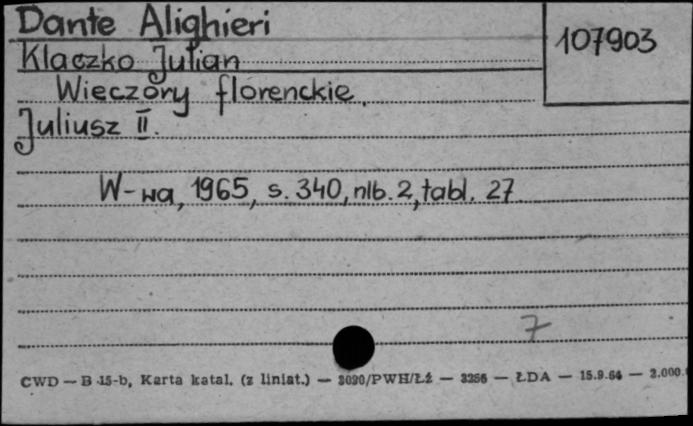 Dante Alighieri
107903
Klaczko Julian
Wieczory florenckie.
Juliusz II.
W-wa, 1965, s. 340, nlb. 2, tabl. 27
7
CWD — B 15-b, Karta katal. (z liniat.) — 3090/PWH/Łź — 3256 — ŁDA — 15.9.64 — 2.000.